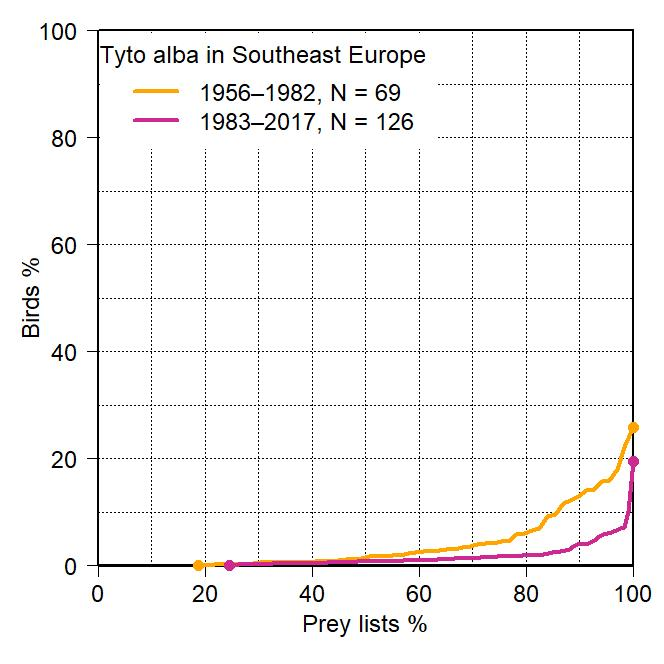 Tyto alba in Southeast Europe
1956–1982, N = 69
1983–2017, N = 126
100
80
60
40
20
0
Birds %
0 20 40 60 80 100
Prey lists %